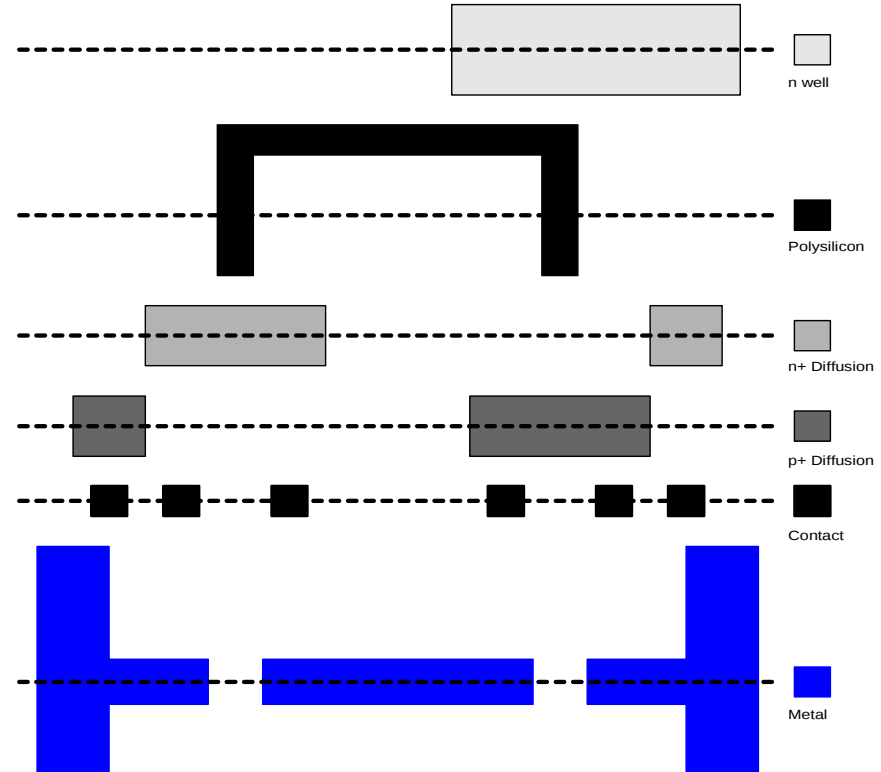 n well
Polysilicon
n+ Diffusion
p+ Diffusion
Contact
Metal